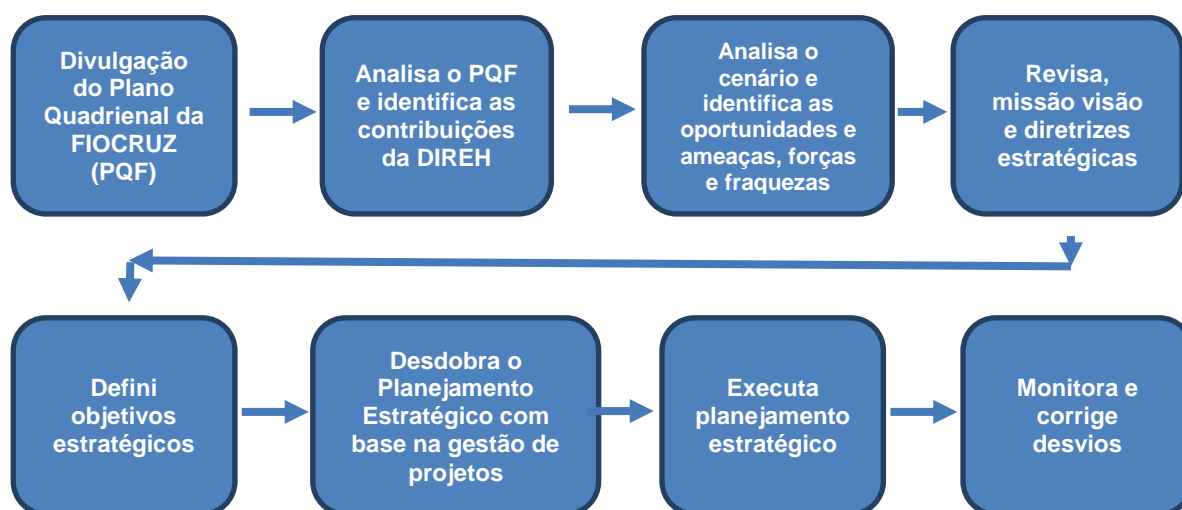 Divulgação
do Plano
Quadrienal da
FIOCRUZ
(PQF)
Analisa o PQF
e identifica as
contribuições
da DIREH
Analisa o
cenário e
identifica as
oportunidades e
ameaças, forças
e fraquezas
Revisa,
missão visão
e diretrizes
estratégicas
Defini
objetivos
estratégicos
Desdobra o
Planejamento
Estratégico com
base na gestão de
projetos
Executa
planejamento
estratégico
Monitora e
corrige
desvios